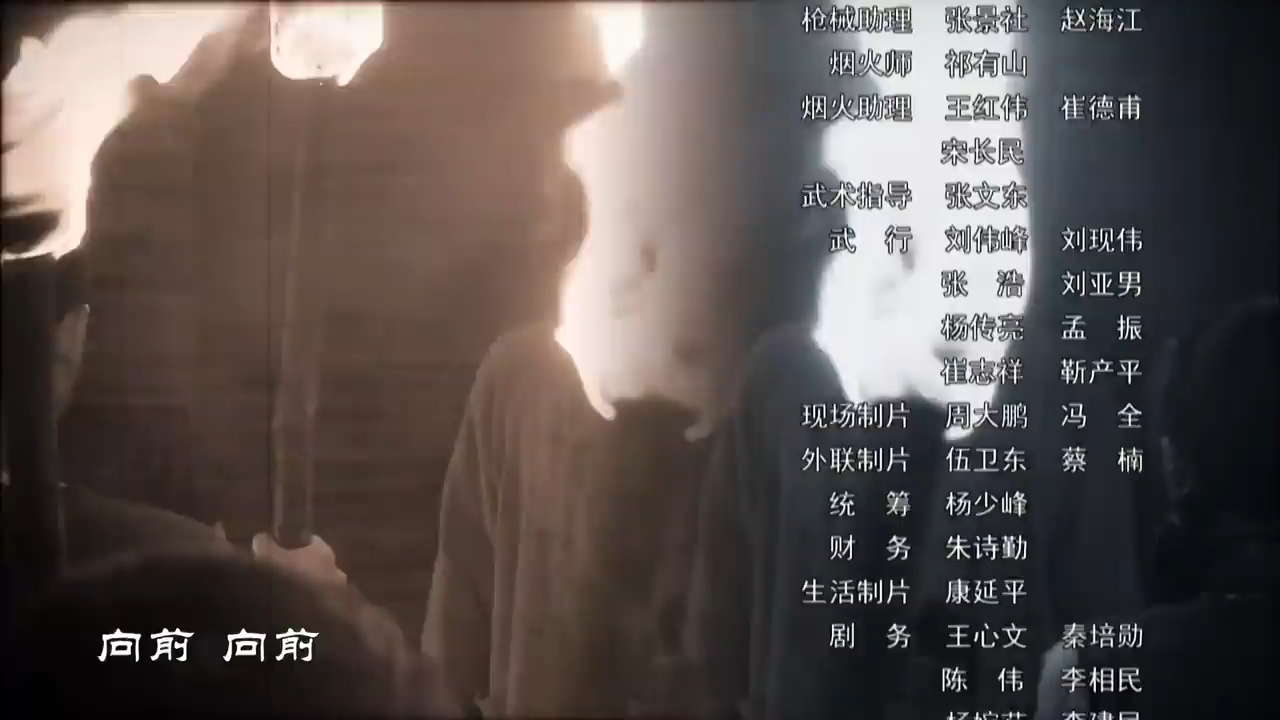 枪械助理 张景社 赵海江
烟火师 祁有山
烟火助理 王红伟 崔德甫
宋长民
武术指导 张文东
武 行 刘伟峰 刘现伟
张 浩 刘亚男
杨传亮 孟 振
崔志祥 靳产平
现场制片 周大鹏 冯 全
外联制片 伍卫东 蔡 楠
统 筹 杨少峰
财 务 朱诗勤
生活制片 康延平
剧 务 王心文 秦培勋
陈 伟 李相民
向前 向前